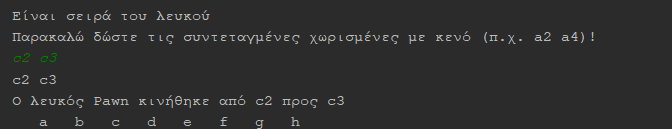 Είναι σειρά του λευκού
Παρακαλώ δώστε τις συντεταγμένες χωρισμένες με κενό (π.χ. a2 a4)!
c2 c3
c2 c3
Ο λευκός Pawn κινήθηκε από c2 προς c3
a b c d e f g h